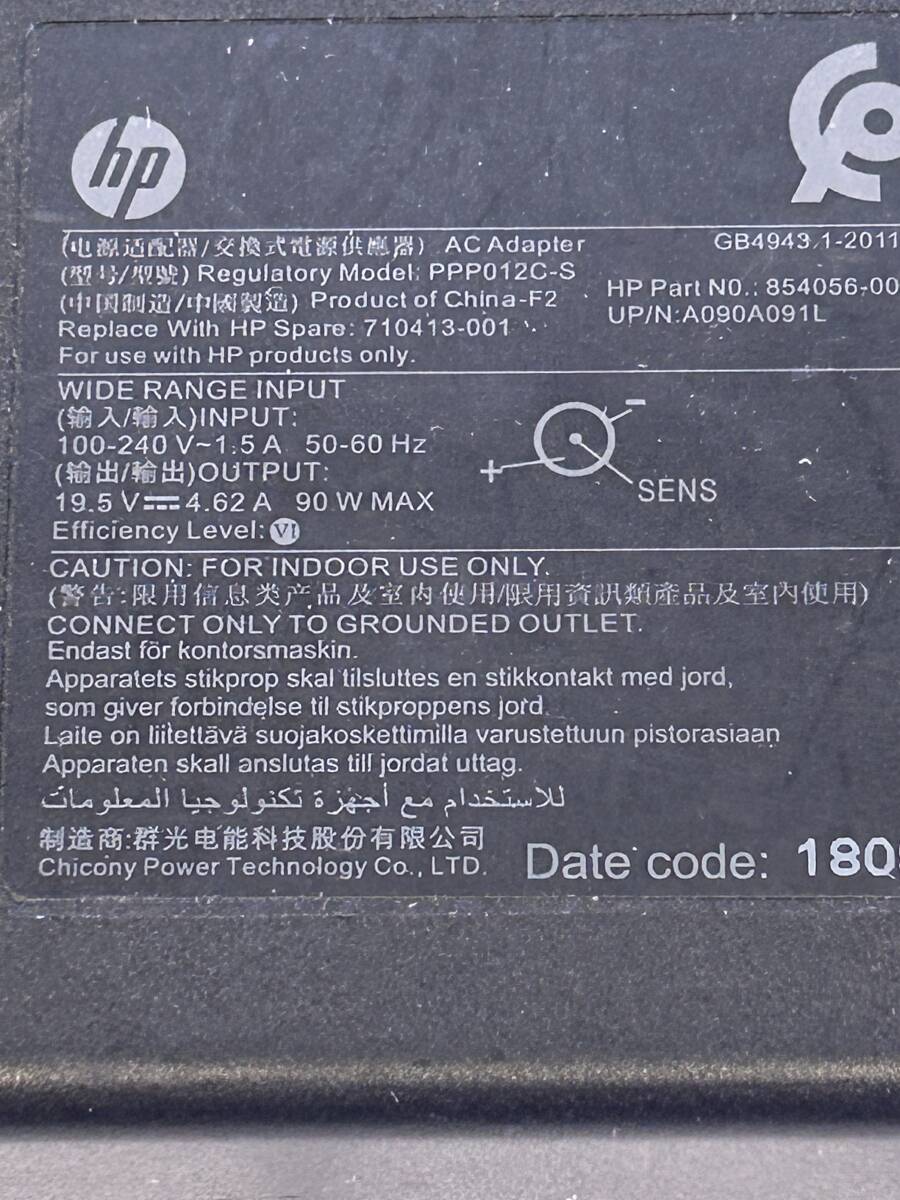 hp
(电源适配器/交換式電源供應器) AC Adapter
GB4943.1-2011
(型号/型號) Regulatory Model: PPP012C-S
HP Part N0.: 854056-00
(中国制造/中國製造) Product of China-F2
UP/N:A090A091L
Replace With HP Spare: 710413-001
For use with HP products only.
WIDE RANGE INPUT
(输入/輸入)INPUT:
100-240 V~1.5 A 50-60 Hz
(输出/輸出)OUTPUT:
19.5 V⎓4.62 A 90 W MAX
- + SENS
Efficiency Level: VI
CAUTION: FOR INDOOR USE ONLY.
(警告:限用信息类产品及室内使用/限用資訊類產品及室內使用)
CONNECT ONLY TO GROUNDED OUTLET.
Endast för kontorsmaskin.
Apparatets stikprop skal tilsluttes en stikkontakt med jord,
som giver forbindelse til stikproppens jord.
Laite on liitettävä suojakoskettimilla varustettuun pistorasiaan
Apparaten skall anslutas till jordat uttag.
للاستخدام مع أجهزة تكنولوجيا المعلومات
制造商:群光电能科技股份有限公司
Chicony Power Technology Co., LTD.
Date code: 180